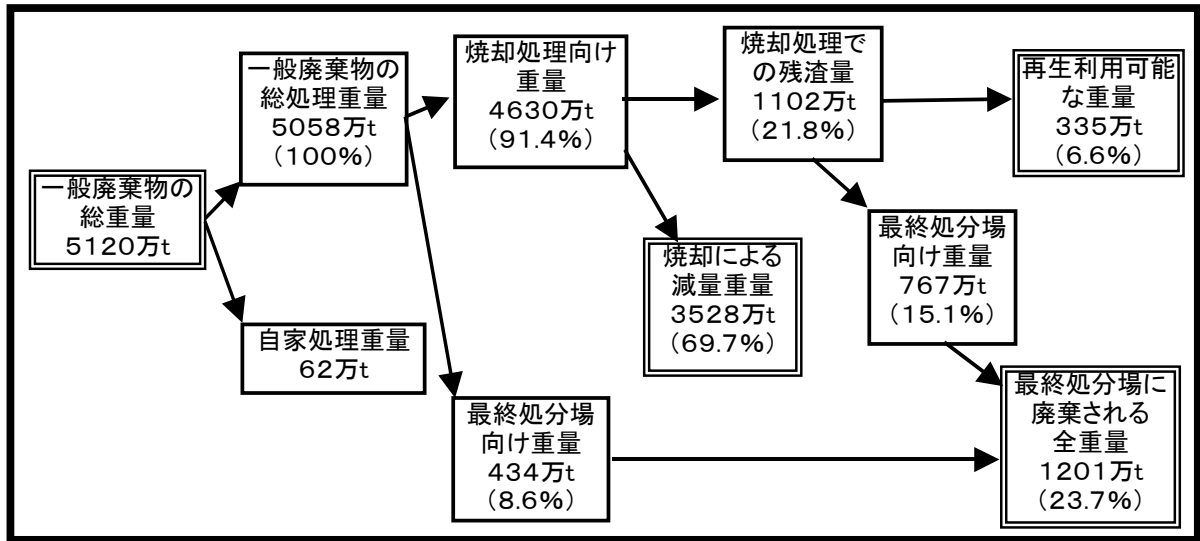 一般廃棄物の
総重量
5120万t
一般廃棄物の
総処理重量
5058万t
(100%)
自家処理重量
62万t
焼却処理向け
重量
4630万t
(91.4%)
最終処分場
向け重量
434万t
(8.6%)
焼却処理で
の残渣量
1102万t
(21.8%)
焼却による
減量重量
3528万t
(69.7%)
再生利用可能
な重量
335万t
(6.6%)
最終処分場
向け重量
767万t
(15.1%)
最終処分場に
廃棄される
全重量
1201万t
(23.7%)